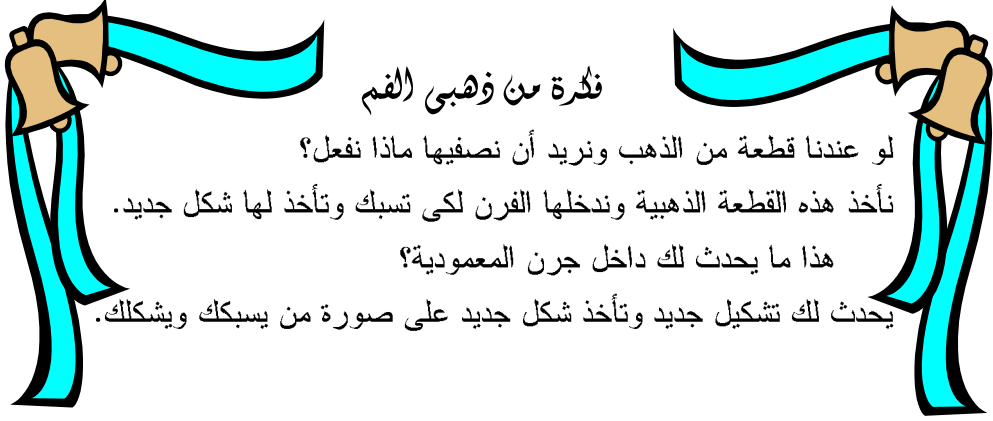 فكرة من ذهبى الفم
لو عندنا قطعة من الذهب ونريد أن نصفيها ماذا نفعل؟
نأخذ هذه القطعة الذهبية وندخلها الفرن لكى تسبك وتأخذ لها شكل جديد.
هذا ما يحدث لك داخل جرن المعمودية؟
يحدث لك تشكيل جديد وتأخذ شكل جديد على صورة من يسبكك ويشكلك.